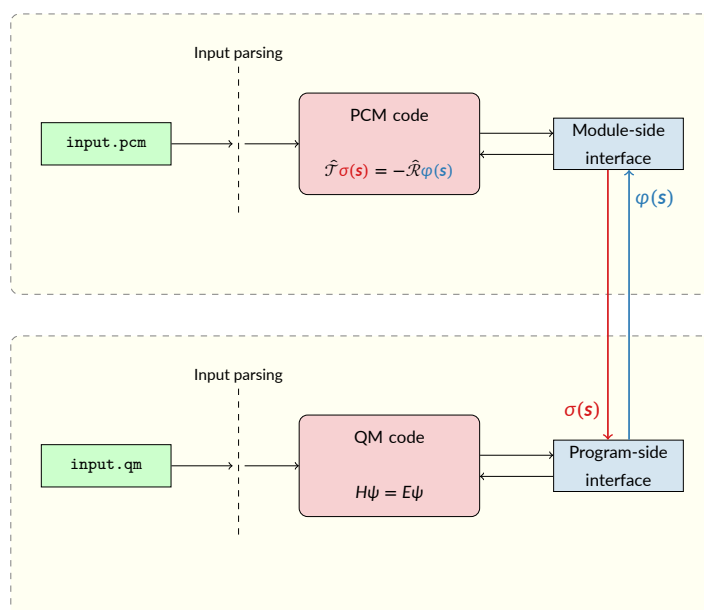 Input parsing
input.pcm
PCM code
𝒯̂σ(s) = −ℛ̂φ(s)
Module-side
interface
φ(s)
σ(s)
Input parsing
input.qm
QM code
Hψ = Eψ
Program-side
interface